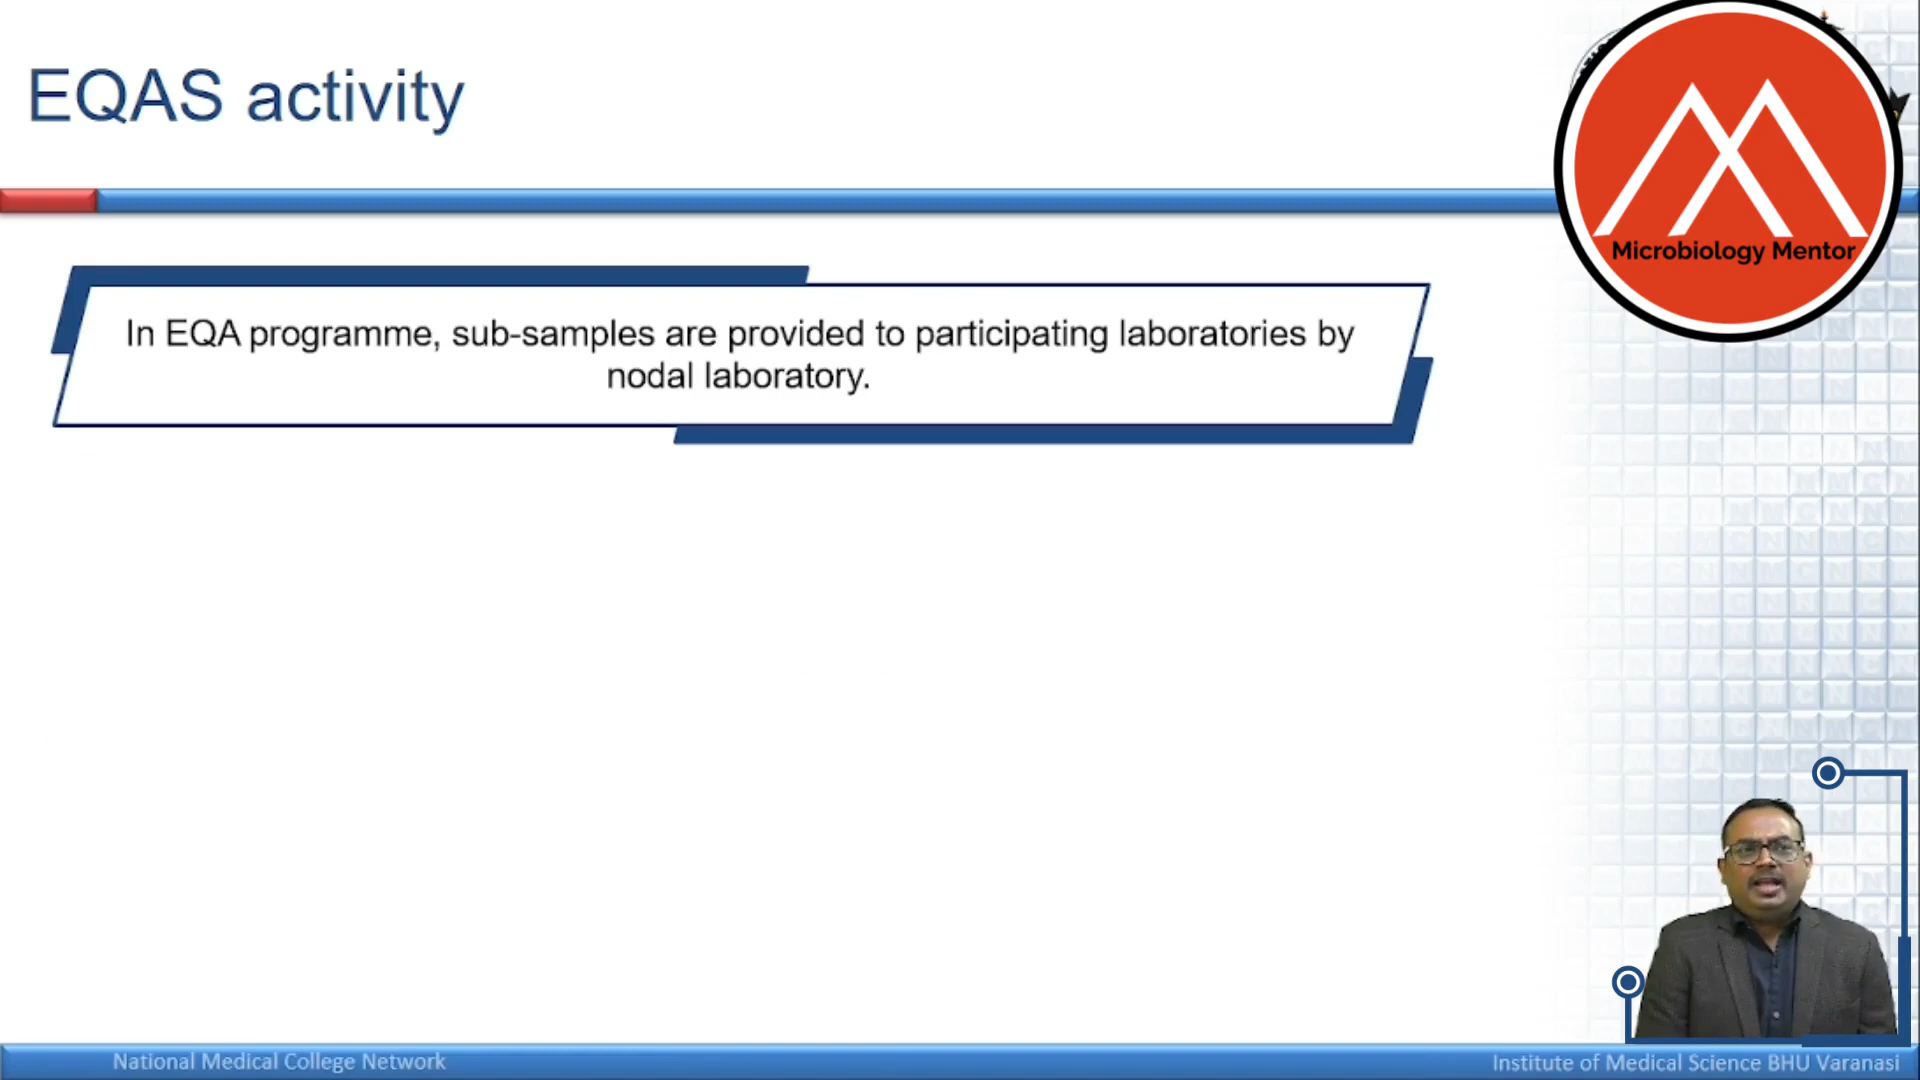 EQAS activity
Microbiology Mentor
In EQA programme, sub-samples are provided to participating laboratories by
nodal laboratory.
National Medical College Network
Institute of Medical Science BHU Varanasi